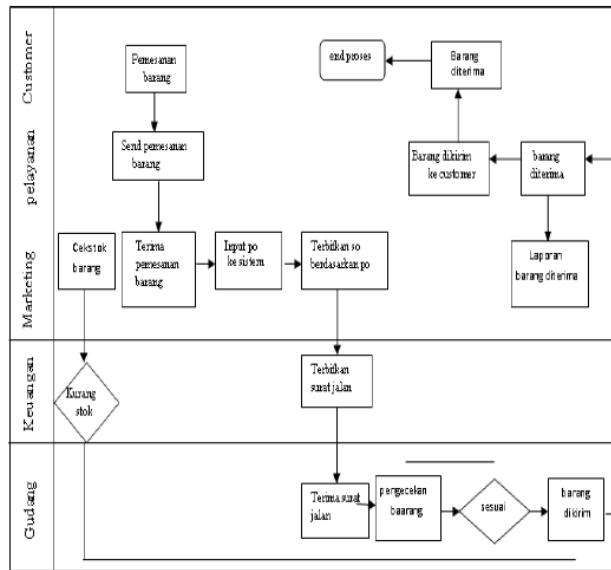 Customer
pelayanan
Marketing
Keuangan
Gudang
Pemesanan
barang
end proses
Barang
diterima
Send pemesanan
barang
Barang dikirim
ke customer
barang
diterima
Cekstok
barang
Terima
pemesanan
barang
Input po
ke sistem
Terbitkan so
berdasarkan po
Laporan
barang diterima
Kurang
stok
Terbitkan
surat jalan
Terima surat
jalan
pengecekan
baarang
sesuai
barang
dikirim